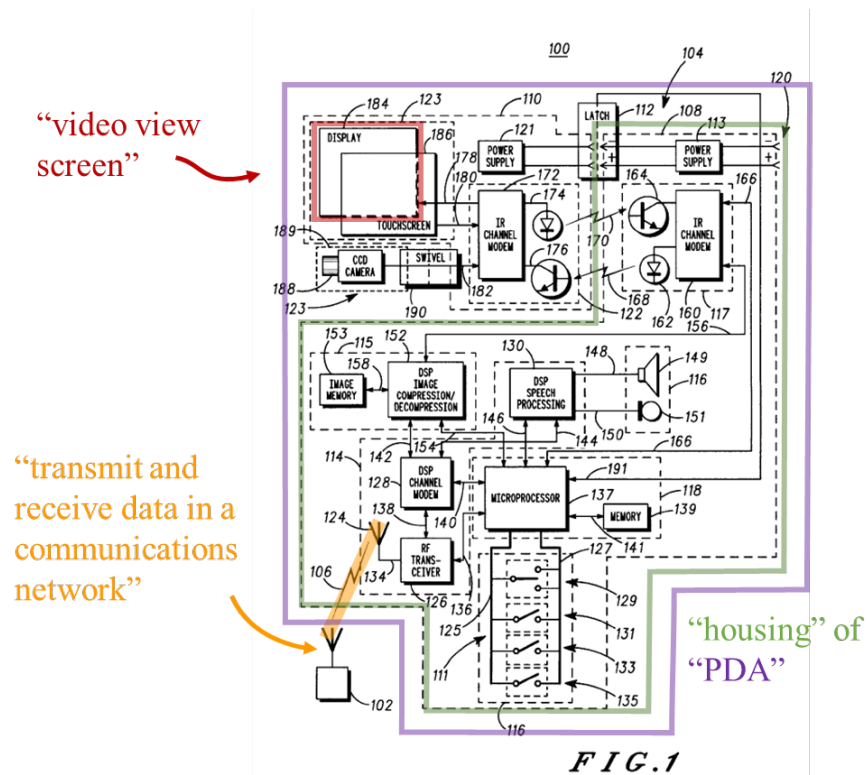 100
104
120
184
123
110
LATCH
112
108
113
“video view
screen”
DISPLAY
186
121
POWER
SUPPLY
+
-
+
POWER
SUPPLY
178
180
172
164
166
174
IR
CHANNEL
MODEM
170
IR
CHANNEL
MODEM
TOUCHSCREEN
189
176
CCD
CAMERA
SWIVEL
188
182
168
123
190
122
162
160
117
156
153
115
152
130
148
149
158
DSP
IMAGE
COMPRESSION/
DECOMPRESSION
IMAGE
MEMORY
DSP
SPEECH
PROCESSING
116
146
150
151
142
154
144
166
“transmit and
receive data in a
communications
network”
114
DSP
CHANNEL
MODEM
128
191
MICROPROCESSOR
118
137
MEMORY
139
124
138
140
141
127
106
134
RF
TRANS-
CEIVER
136
126
125
129
131
111
133
135
“housing” of
“PDA”
102
116
FIG.1